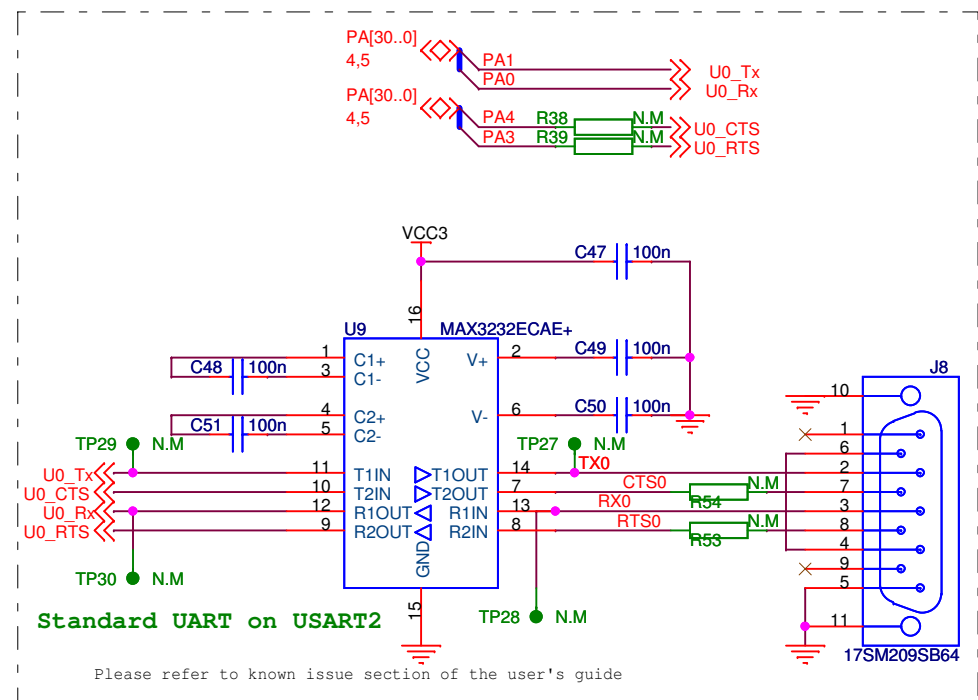 PA[30..0]
4,5
PA1
PA0
U0_Tx
U0_Rx
PA[30..0]
4,5
PA4
PA3
R38
N.M
R39
N.M
U0_CTS
U0_RTS
VCC3
C47
100n
16
U9
MAX3232ECAE+
1
C1+
VCC
V+
2
C49
100n
J8
C48
100n
3
C1-
10
4
C2+
V-
6
C50
100n
C51
100n
5
C2-
1
TP29
N.M
TP27
N.M
6
TX0
U0_Tx
11
T1IN
T1OUT
14
2
U0_CTS
10
T2IN
T2OUT
7
CTS0
R54
N.M
7
U0_Rx
12
R1OUT
R1IN
13
RX0
3
U0_RTS
9
R2OUT
R2IN
8
RTS0
R53
N.M
8
4
GND
9
TP30
N.M
5
15
TP28
N.M
11
Standard UART on USART2
17SM209SB64
Please refer to known issue section of the user's guide